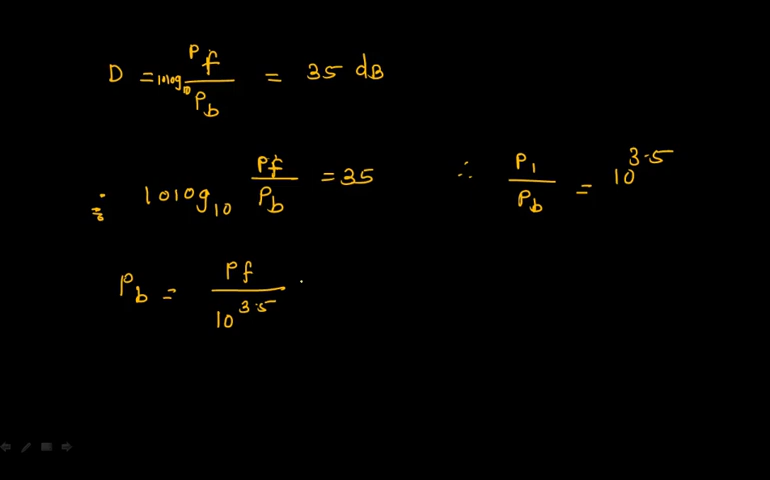 D = 10log₁₀ Pf/Pb = 35 dB
∴ 10log₁₀ Pf/Pb = 35 ∴ P1/Pb = 10^3.5
Pb = Pf/10^3.5